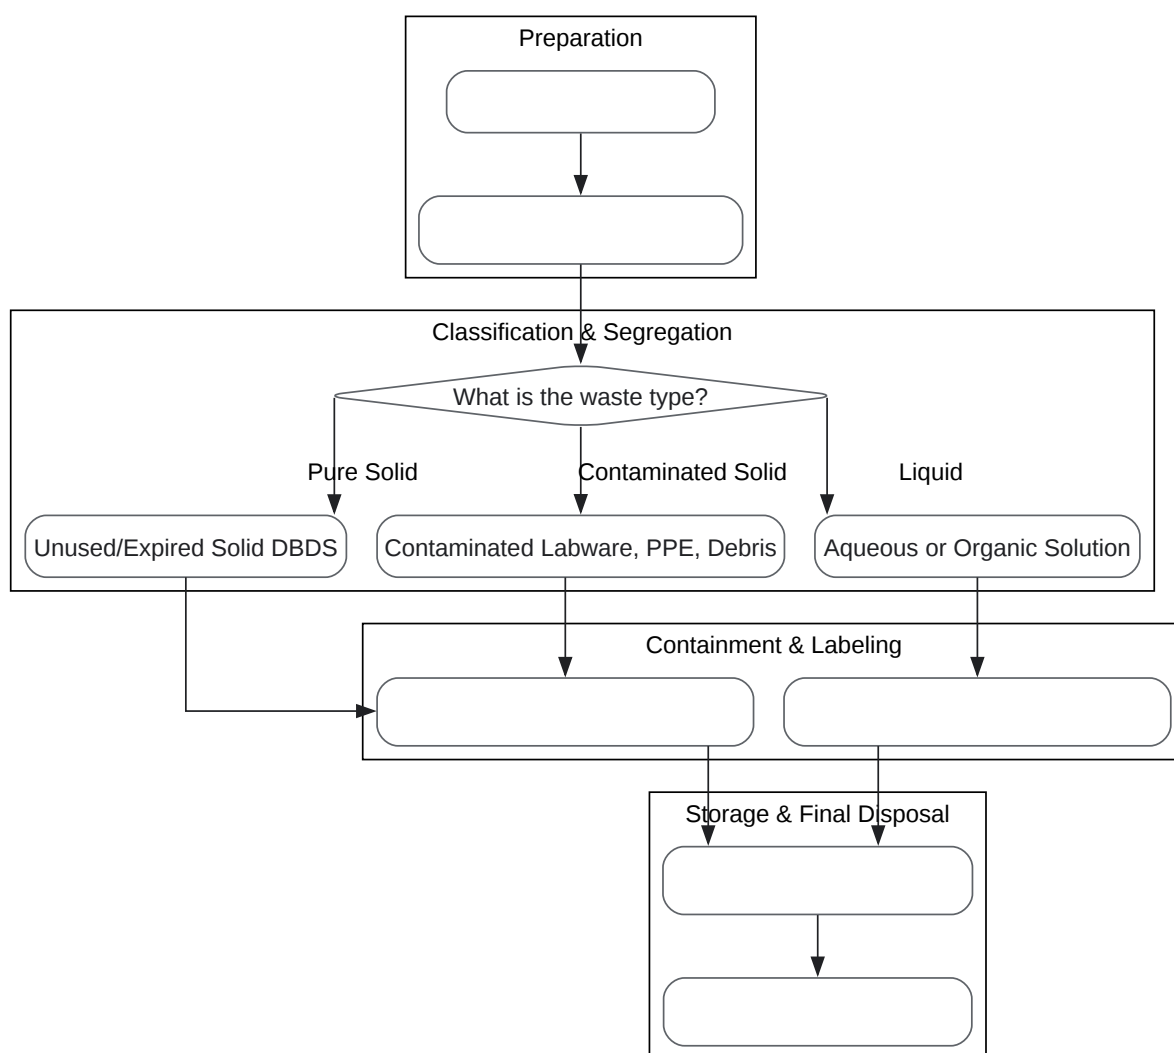 Preparation
Classification & Segregation
What is the waste type?
Pure Solid
Contaminated Solid
Liquid
Unused/Expired Solid DBDS
Contaminated Labware, PPE, Debris
Aqueous or Organic Solution
Containment & Labeling
Storage & Final Disposal